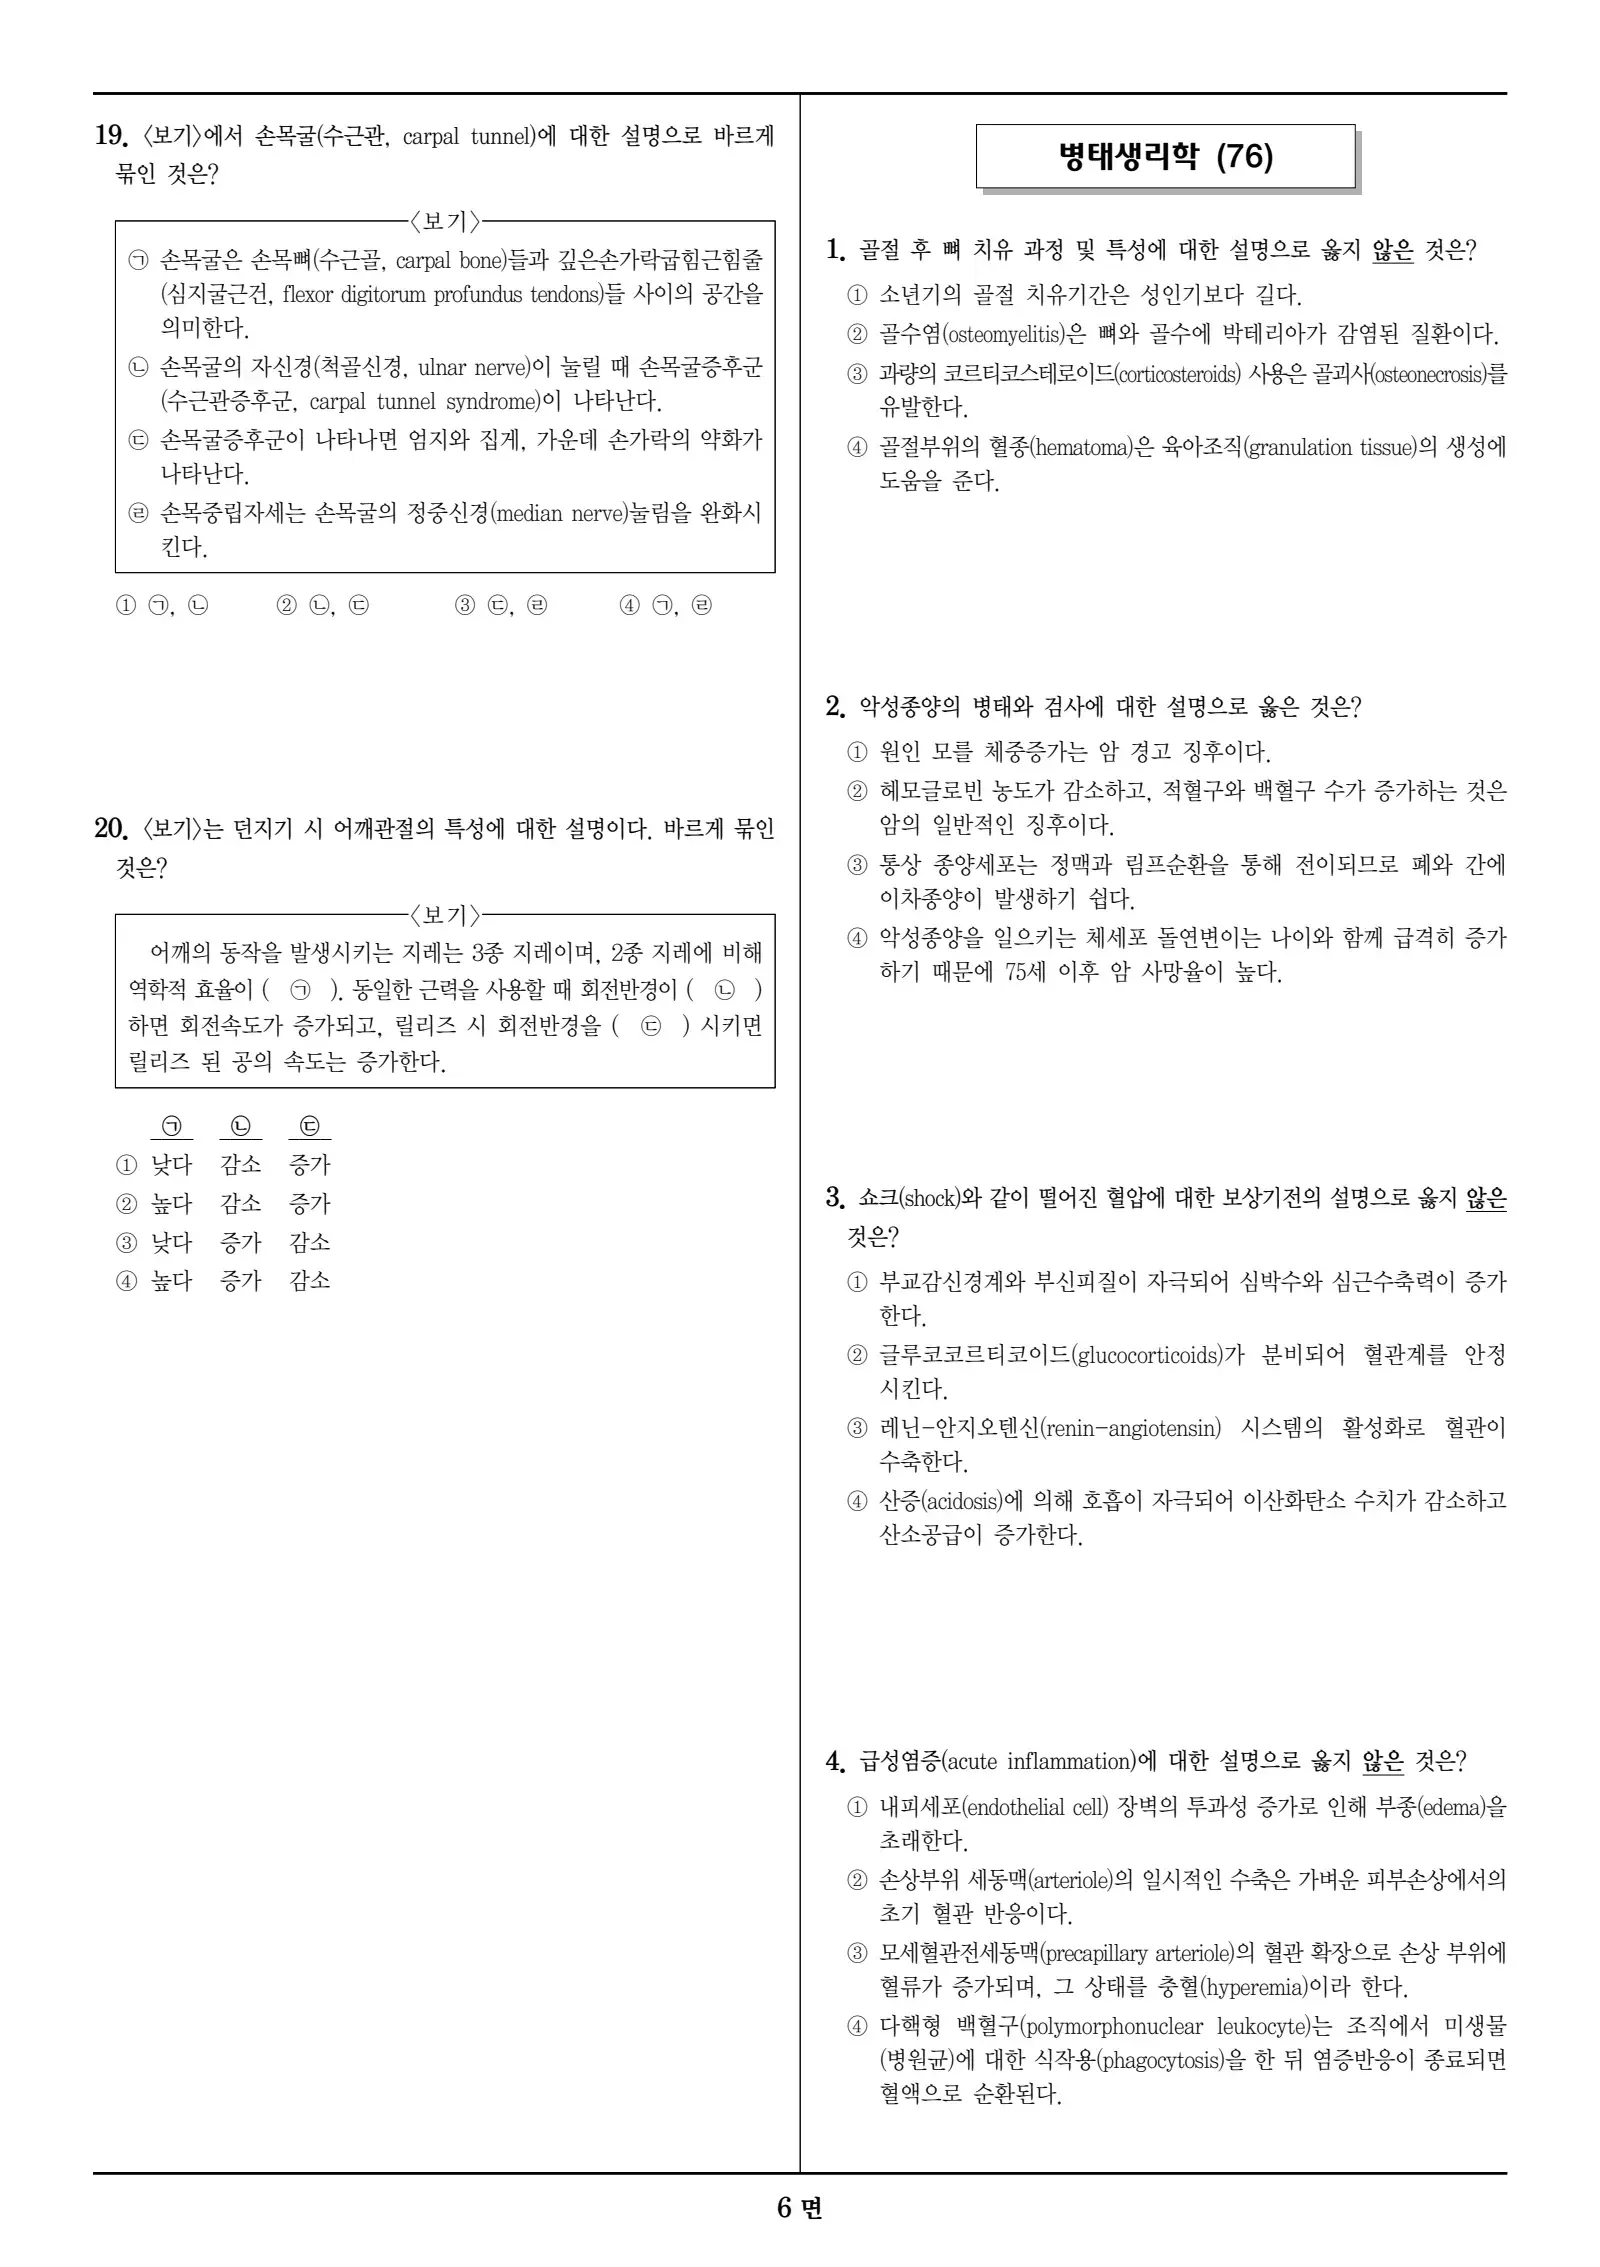 19. 〈보기〉에서 손목굴(수근관, carpal tunnel)에 대한 설명으로 바르게
묶인 것은?
〈보기〉
㉠ 손목굴은 손목뼈(수근골, carpal bone)들과 깊은손가락굽힘근힘줄
(심지굴근건, flexor digitorum profundus tendons)들 사이의 공간을
의미한다.
㉡ 손목굴의 자신경(척골신경, ulnar nerve)이 눌릴 때 손목굴증후군
(수근관증후군, carpal tunnel syndrome)이 나타난다.
㉢ 손목굴증후군이 나타나면 엄지와 집게, 가운데 손가락의 약화가
나타난다.
㉣ 손목중립자세는 손목굴의 정중신경(median nerve)눌림을 완화시
킨다.
① ㉠, ㉡ ② ㉡, ㉢ ③ ㉢, ㉣ ④ ㉠, ㉣
20. 〈보기〉는 던지기 시 어깨관절의 특성에 대한 설명이다. 바르게 묶인
것은?
〈보기〉
어깨의 동작을 발생시키는 지레는 3종 지레이며, 2종 지레에 비해
역학적 효율이 ( ㉠ ). 동일한 근력을 사용할 때 회전반경이 ( ㉡ )
하면 회전속도가 증가되고, 릴리즈 시 회전반경을 ( ㉢ ) 시키면
릴리즈 된 공의 속도는 증가한다.
㉠ ㉡ ㉢
① 낮다 감소 증가
② 높다 감소 증가
③ 낮다 증가 감소
④ 높다 증가 감소
병태생리학 (76)
1. 골절 후 뼈 치유 과정 및 특성에 대한 설명으로 옳지 않은 것은?
① 소년기의 골절 치유기간은 성인기보다 길다.
② 골수염(osteomyelitis)은 뼈와 골수에 박테리아가 감염된 질환이다.
③ 과량의 코르티코스테로이드(corticosteroids) 사용은 골괴사(osteonecrosis)를
유발한다.
④ 골절부위의 혈종(hematoma)은 육아조직(granulation tissue)의 생성에
도움을 준다.
2. 악성종양의 병태와 검사에 대한 설명으로 옳은 것은?
① 원인 모를 체중증가는 암 경고 징후이다.
② 헤모글로빈 농도가 감소하고, 적혈구와 백혈구 수가 증가하는 것은
암의 일반적인 징후이다.
③ 통상 종양세포는 정맥과 림프순환을 통해 전이되므로 폐와 간에
이차종양이 발생하기 쉽다.
④ 악성종양을 일으키는 체세포 돌연변이는 나이와 함께 급격히 증가
하기 때문에 75세 이후 암 사망율이 높다.
3. 쇼크(shock)와 같이 떨어진 혈압에 대한 보상기전의 설명으로 옳지 않은
것은?
① 부교감신경계와 부신피질이 자극되어 심박수와 심근수축력이 증가
한다.
② 글루코코르티코이드(glucocorticoids)가 분비되어 혈관계를 안정
시킨다.
③ 레닌-안지오텐신(renin-angiotensin) 시스템의 활성화로 혈관이
수축한다.
④ 산증(acidosis)에 의해 호흡이 자극되어 이산화탄소 수치가 감소하고
산소공급이 증가한다.
4. 급성염증(acute inflammation)에 대한 설명으로 옳지 않은 것은?
① 내피세포(endothelial cell) 장벽의 투과성 증가로 인해 부종(edema)을
초래한다.
② 손상부위 세동맥(arteriole)의 일시적인 수축은 가벼운 피부손상에서의
초기 혈관 반응이다.
③ 모세혈관전세동맥(precapillary arteriole)의 혈관 확장으로 손상 부위에
혈류가 증가되며, 그 상태를 충혈(hyperemia)이라 한다.
④ 다핵형 백혈구(polymorphonuclear leukocyte)는 조직에서 미생물
(병원균)에 대한 식작용(phagocytosis)을 한 뒤 염증반응이 종료되면
혈액으로 순환된다.
6 면